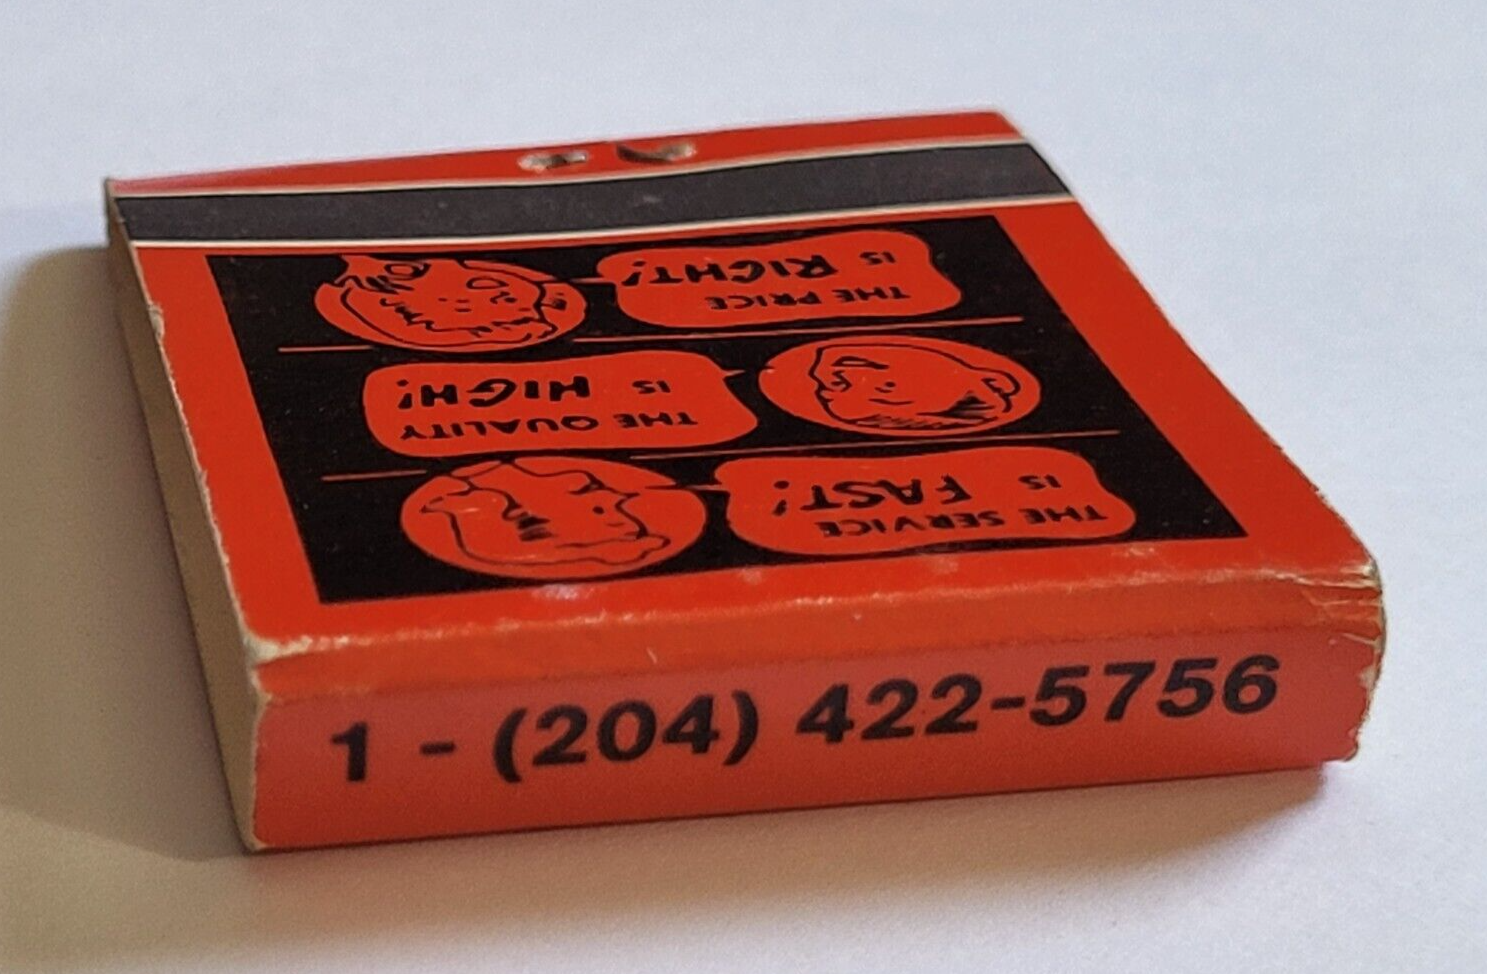 THE SERVICE
IS FAST!
THE QUALITY
IS HIGH!
THE PRICE
IS RIGHT!
1 - (204) 422-5756